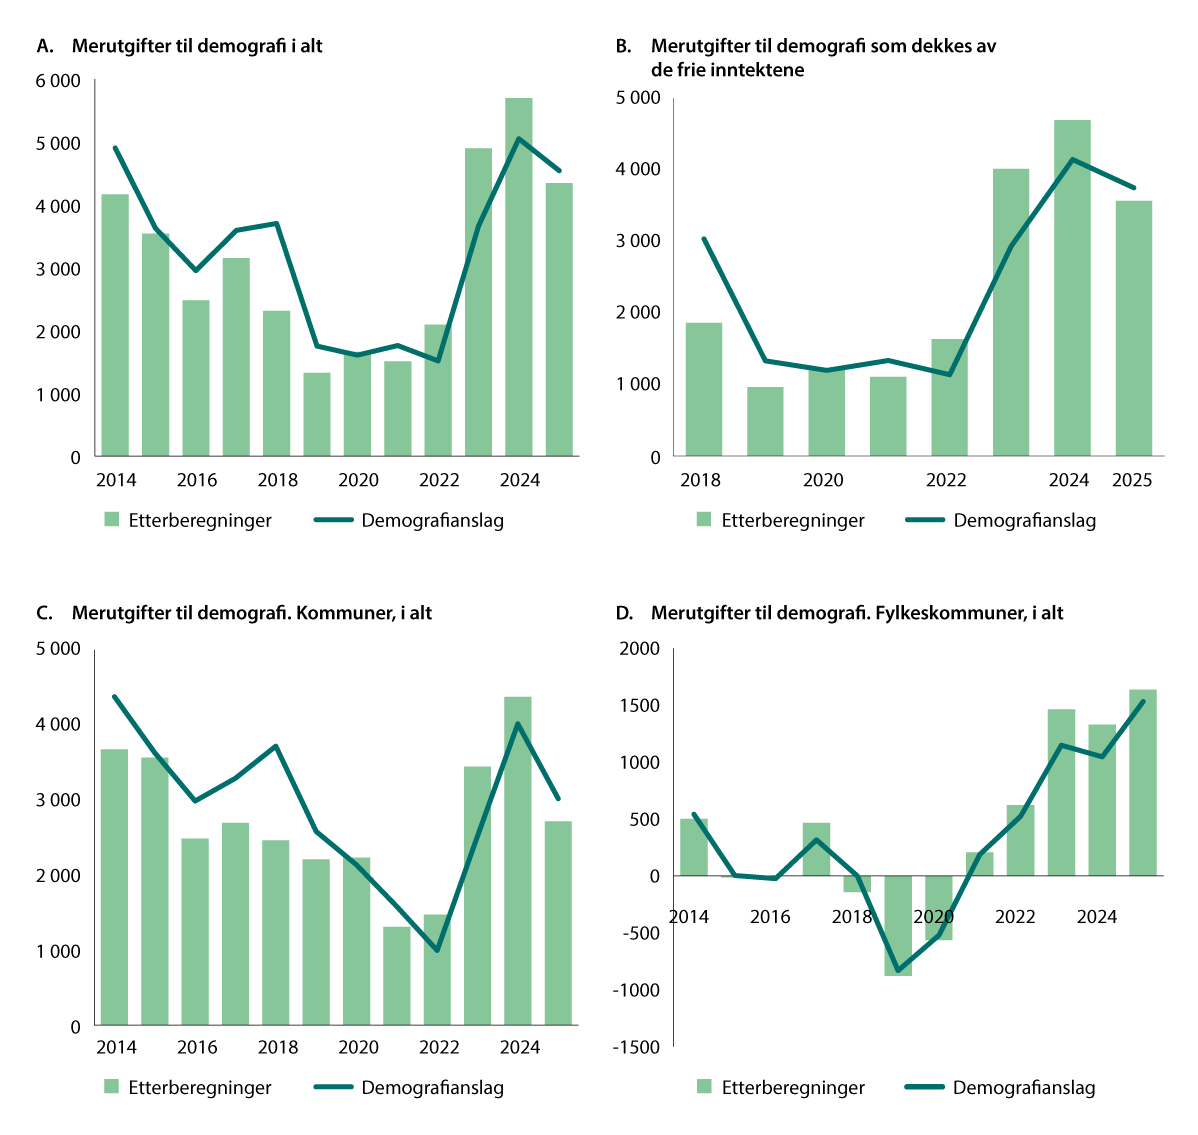 A. Merutgifter til demografi i alt
6 000
5 000
4 000
3 000
2 000
1 000
0
2014 2016 2018 2020 2022 2024
Etterberegninger Demografianslag
B. Merutgifter til demografi som dekkes av
de frie inntektene
5 000
4 000
3 000
2 000
1 000
0
2018 2020 2022 2024 2025
Etterberegninger Demografianslag
C. Merutgifter til demografi. Kommuner, i alt
5 000
4 000
3 000
2 000
1 000
0
2014 2016 2018 2020 2022 2024
Etterberegninger Demografianslag
D. Merutgifter til demografi. Fylkeskommuner, i alt
2000
1500
1000
500
0
2014 2016 2018 2020 2022 2024
-500
-1000
-1500
Etterberegninger Demografianslag